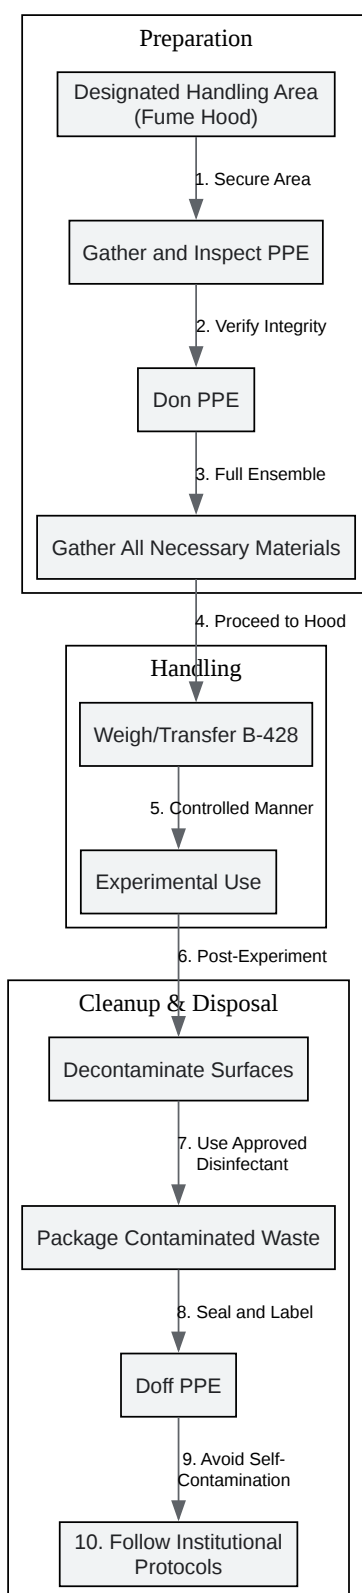 Preparation
Designated Handling Area
(Fume Hood)
1. Secure Area
Gather and Inspect PPE
2. Verify Integrity
Don PPE
3. Full Ensemble
Gather All Necessary Materials
4. Proceed to Hood
Handling
Weigh/Transfer B-428
5. Controlled Manner
Experimental Use
6. Post-Experiment
Cleanup & Disposal
Decontaminate Surfaces
7. Use Approved
Disinfectant
Package Contaminated Waste
8. Seal and Label
Doff PPE
9. Avoid Self-
Contamination
10. Follow Institutional
Protocols